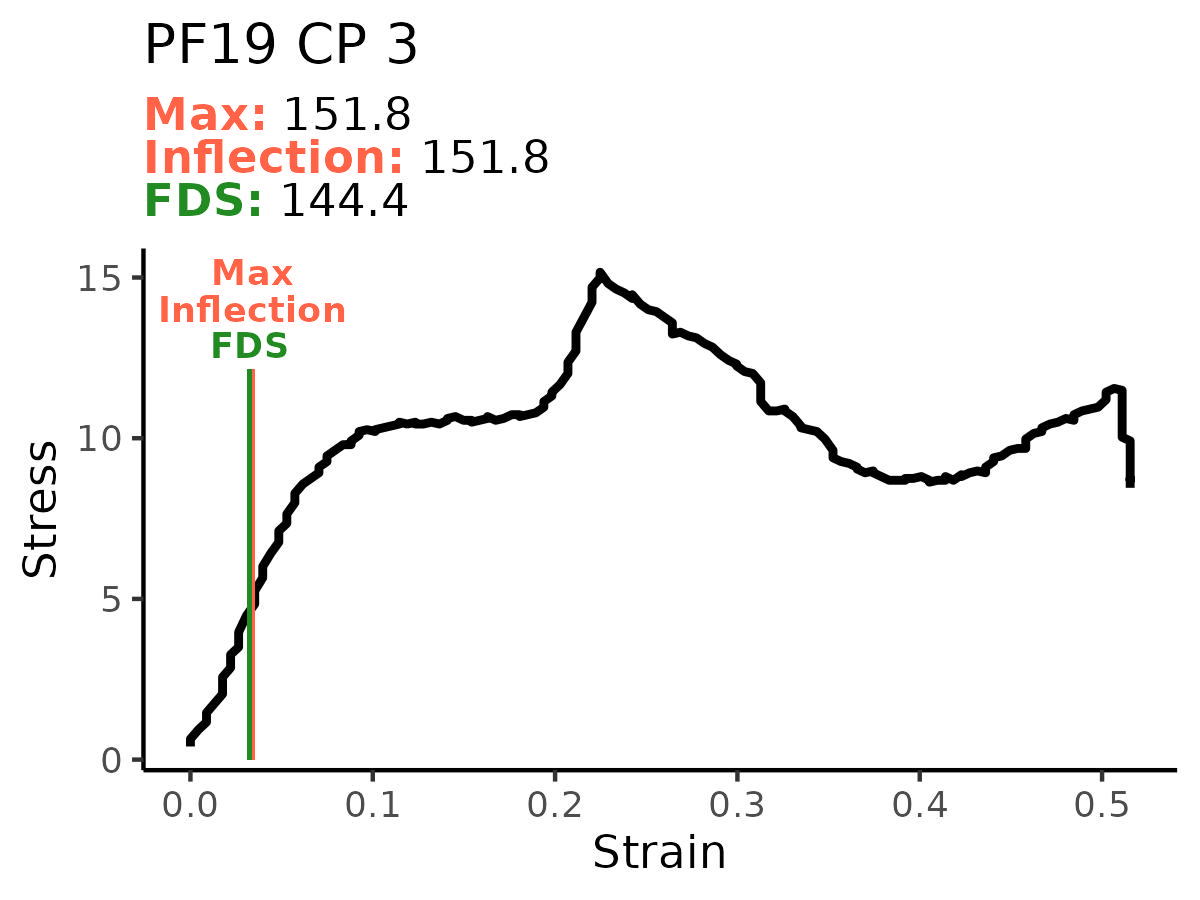 PF19 CP 3
Max: 151.8
Inflection: 151.8
FDS: 144.4
Max
Inflection
FDS
15
10
5
0
Stress
0.0 0.1 0.2 0.3 0.4 0.5
Strain